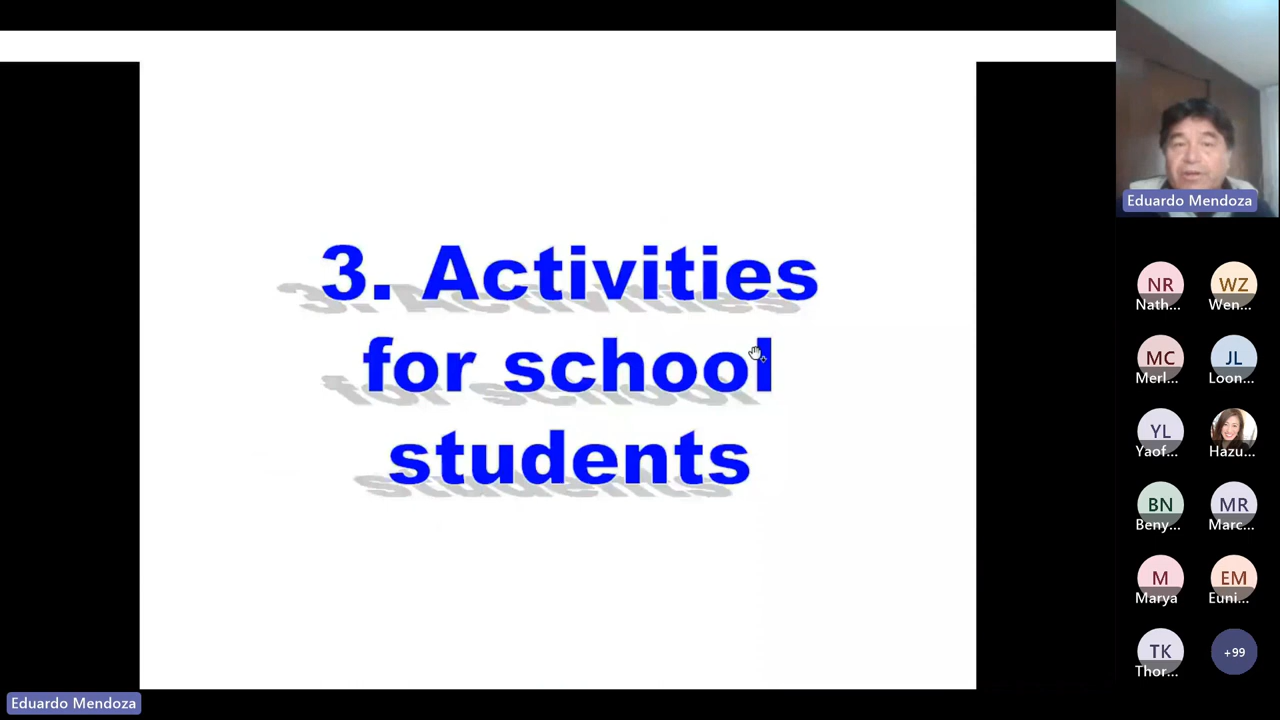 3. Activities
for school
students
Eduardo Mendoza
NR
Nath...
WZ
Wen...
MC
Merl...
JL
Loon...
YL
Yaof...
Hazu...
BN
Beny...
MR
Marc...
M
Marya
EM
Euni...
TK
Thor...
+99
Eduardo Mendoza